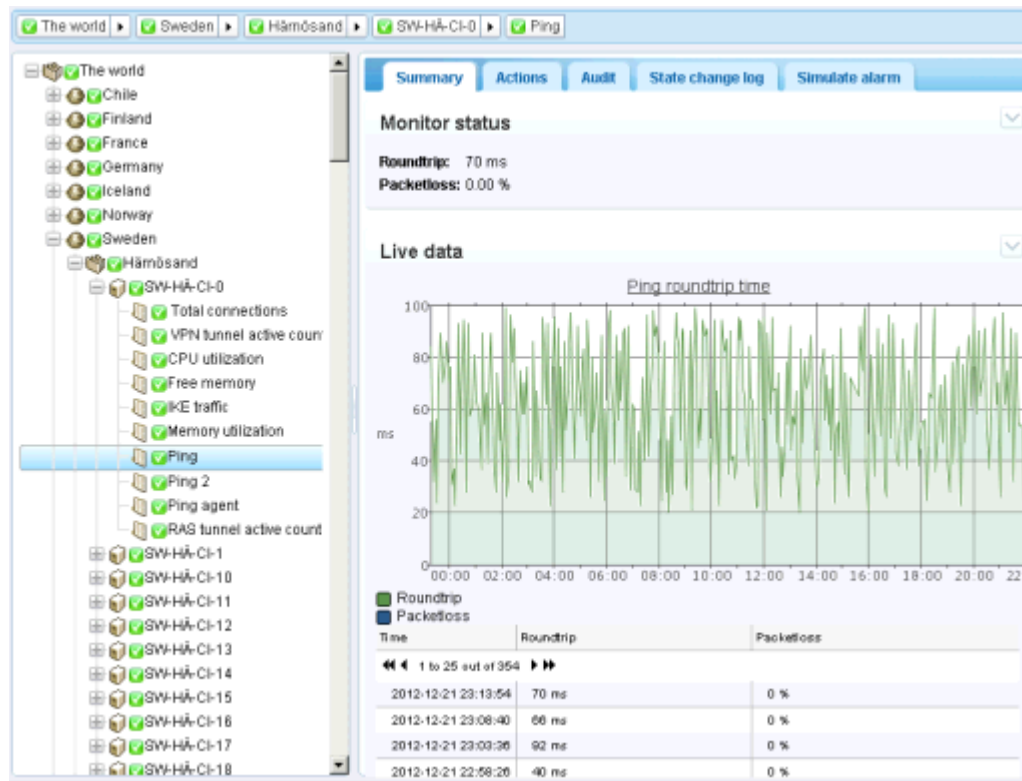 The world Sweden Härnösand SW-HÄ-CI-0 Ping
The world
Chile
Finland
France
Germany
Iceland
Norway
Sweden
Härnösand
SW-HÄ-CI-0
Total connections
VPN tunnel active coun
CPU utilization
Free memory
IKE traffic
Memory utilization
Ping
Ping 2
Ping agent
RAS tunnel active count
SW-HÄ-CI-1
SW-HÄ-CI-10
SW-HÄ-CI-11
SW-HÄ-CI-12
SW-HÄ-CI-13
SW-HÄ-CI-14
SW-HÄ-CI-15
SW-HÄ-CI-16
SW-HÄ-CI-17
SW-HÄ-CI-18
Summary Actions Audit State change log Simulate alarm
Monitor status
Roundtrip: 70 ms
Packetloss: 0.00 %
Live data
Ping roundtrip time
100
80
60
ms
40
20
0
00:00 02:00 04:00 06:00 08:00 10:00 12:00 14:00 16:00 18:00 20:00 22
Roundtrip
Packetloss
Time Roundtrip Packetloss
1 to 25 out of 354
2012-12-21 23:13:54 70 ms 0 %
2012-12-21 23:08:40 66 ms 0 %
2012-12-21 23:03:36 92 ms 0 %
2012-12-21 22:58:26 40 ms 0 %